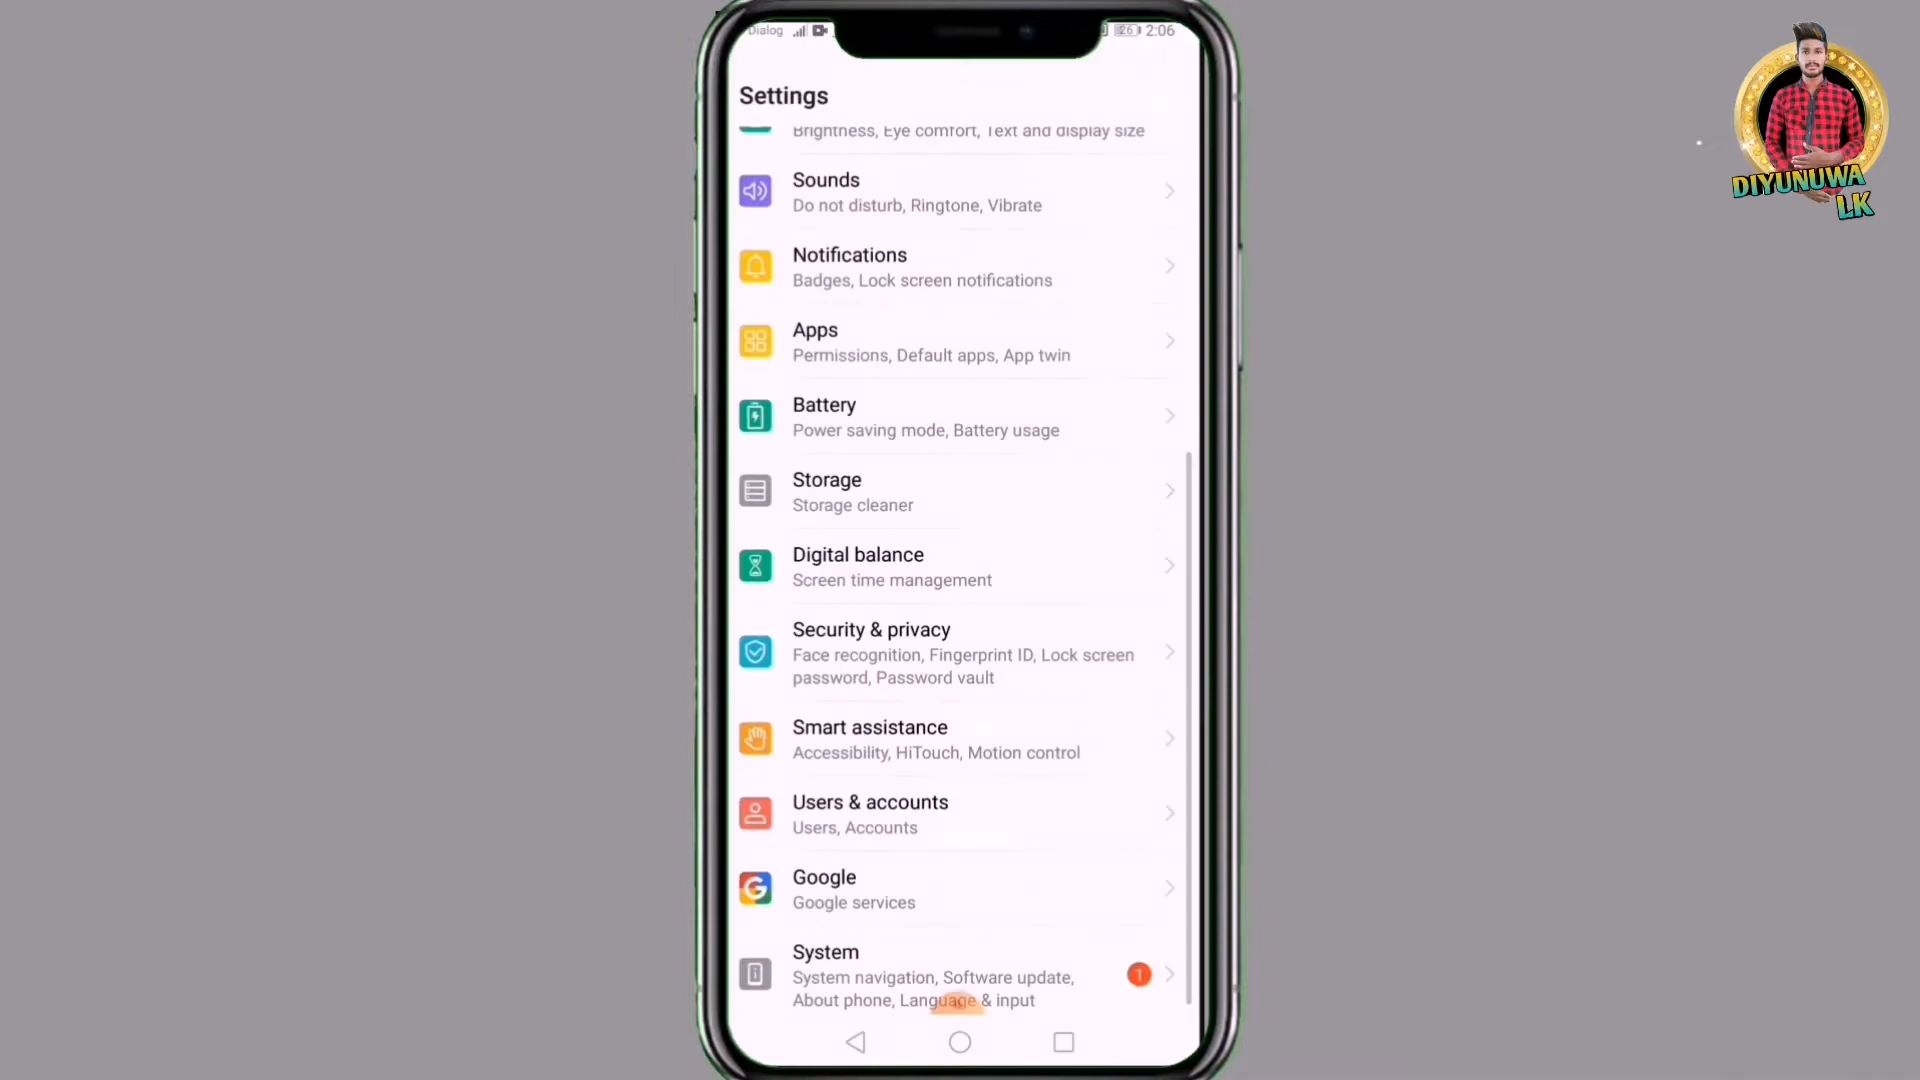 Dialog 26 2:06
Settings
Brightness, Eye comfort, Text and display size
Sounds
Do not disturb, Ringtone, Vibrate
Notifications
Badges, Lock screen notifications
Apps
Permissions, Default apps, App twin
Battery
Power saving mode, Battery usage
Storage
Storage cleaner
Digital balance
Screen time management
Security & privacy
Face recognition, Fingerprint ID, Lock screen
password, Password vault
Smart assistance
Accessibility, HiTouch, Motion control
Users & accounts
Users, Accounts
Google
Google services
System
System navigation, Software update,
About phone, Language & input
1
DIYUNUWA
LK